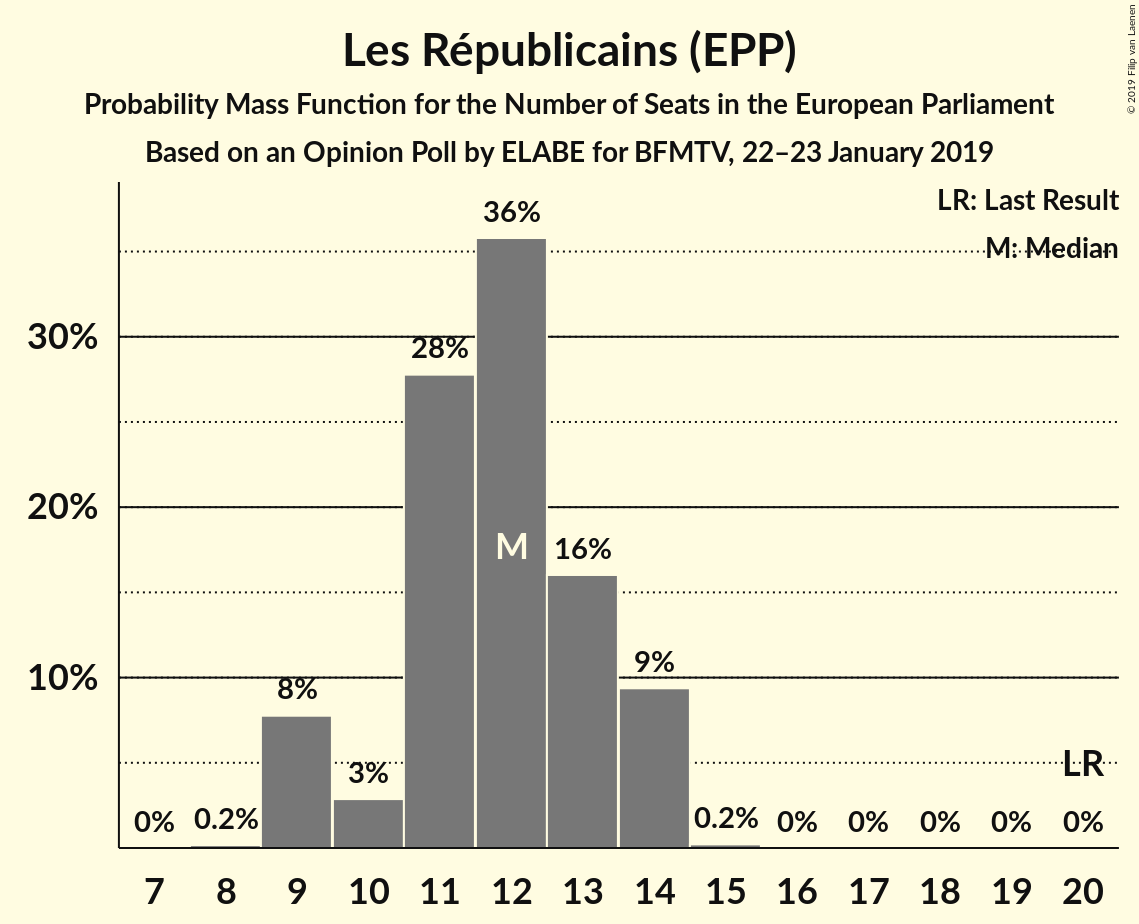 Les Républicains (EPP)
Probability Mass Function for the Number of Seats in the European Parliament
Based on an Opinion Poll by ELABE for BFMTV, 22–23 January 2019
© 2019 Filip van Laenen
LR: Last Result
M: Median
36%
30%
28%
20%
M
16%
10%
9%
8%
3%
LR
0%
0.2%
0.2%
0%
0%
0%
0%
0%
7 8 9 10 11 12 13 14 15 16 17 18 19 20